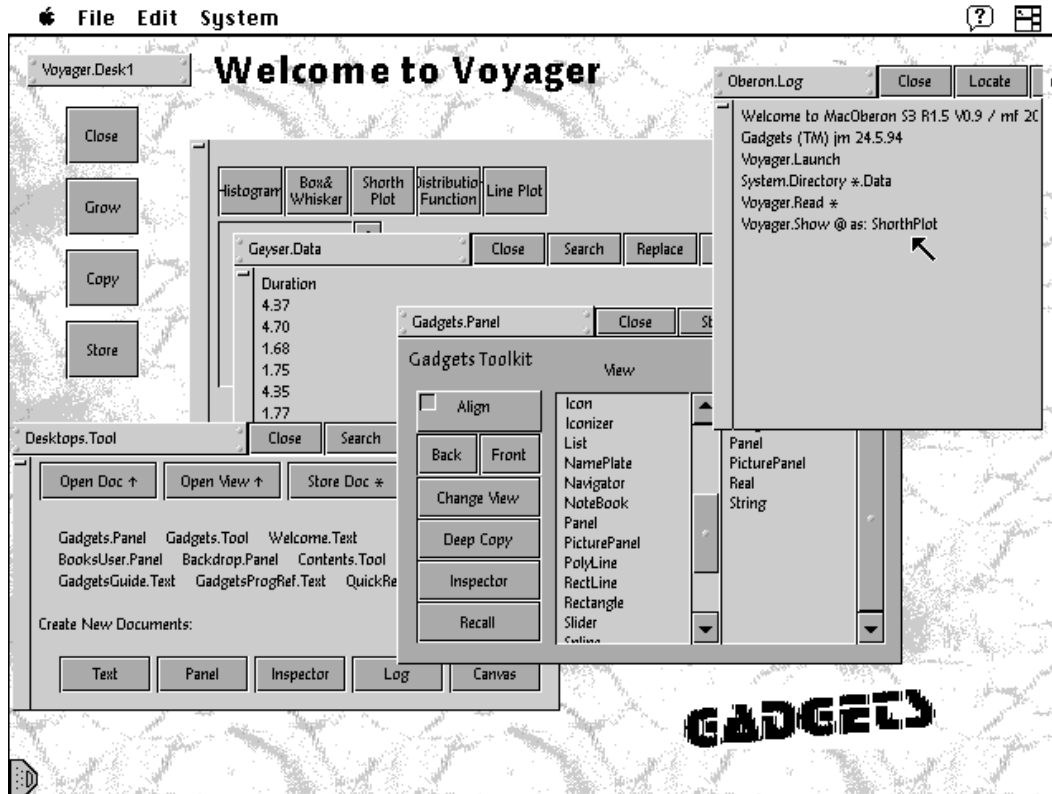 File Edit System
Voyager.Desk1
Welcome to Voyager
Close
Grow
Copy
Store
Histogram
Box& Whisker
Shorth Plot
Distributio Function
Line Plot
Oberon.Log Close Locate
Welcome to MacOberon S3 R1.5 V0.9 / mf 20
Gadgets (TM) jm 24.5.94
Voyager.Launch
System.Directory *.Data
Voyager.Read *
Voyager.Show @ as: ShorthPlot
Geyser.Data Close Search Replace
Duration
4.37
4.70
1.68
1.75
4.35
1.77
Gadgets.Panel Close St
Gadgets Toolkit
View
Align
Back Front
Change View
Deep Copy
Inspector
Recall
Icon
Iconizer
List
NamePlate
Navigator
NoteBook
Panel
PicturePanel
PolyLine
RectLine
Rectangle
Slider
Spline
Panel
PicturePanel
Real
String
Desktops.Tool Close Search
Open Doc ↑ Open View ↑ Store Doc *
Gadgets.Panel Gadgets.Tool Welcome.Text
BooksUser.Panel Backdrop.Panel Contents.Tool
GadgetsGuide.Text GadgetsProgRef.Text QuickRe
Create New Documents:
Text Panel Inspector Log Canvas
GADGETS